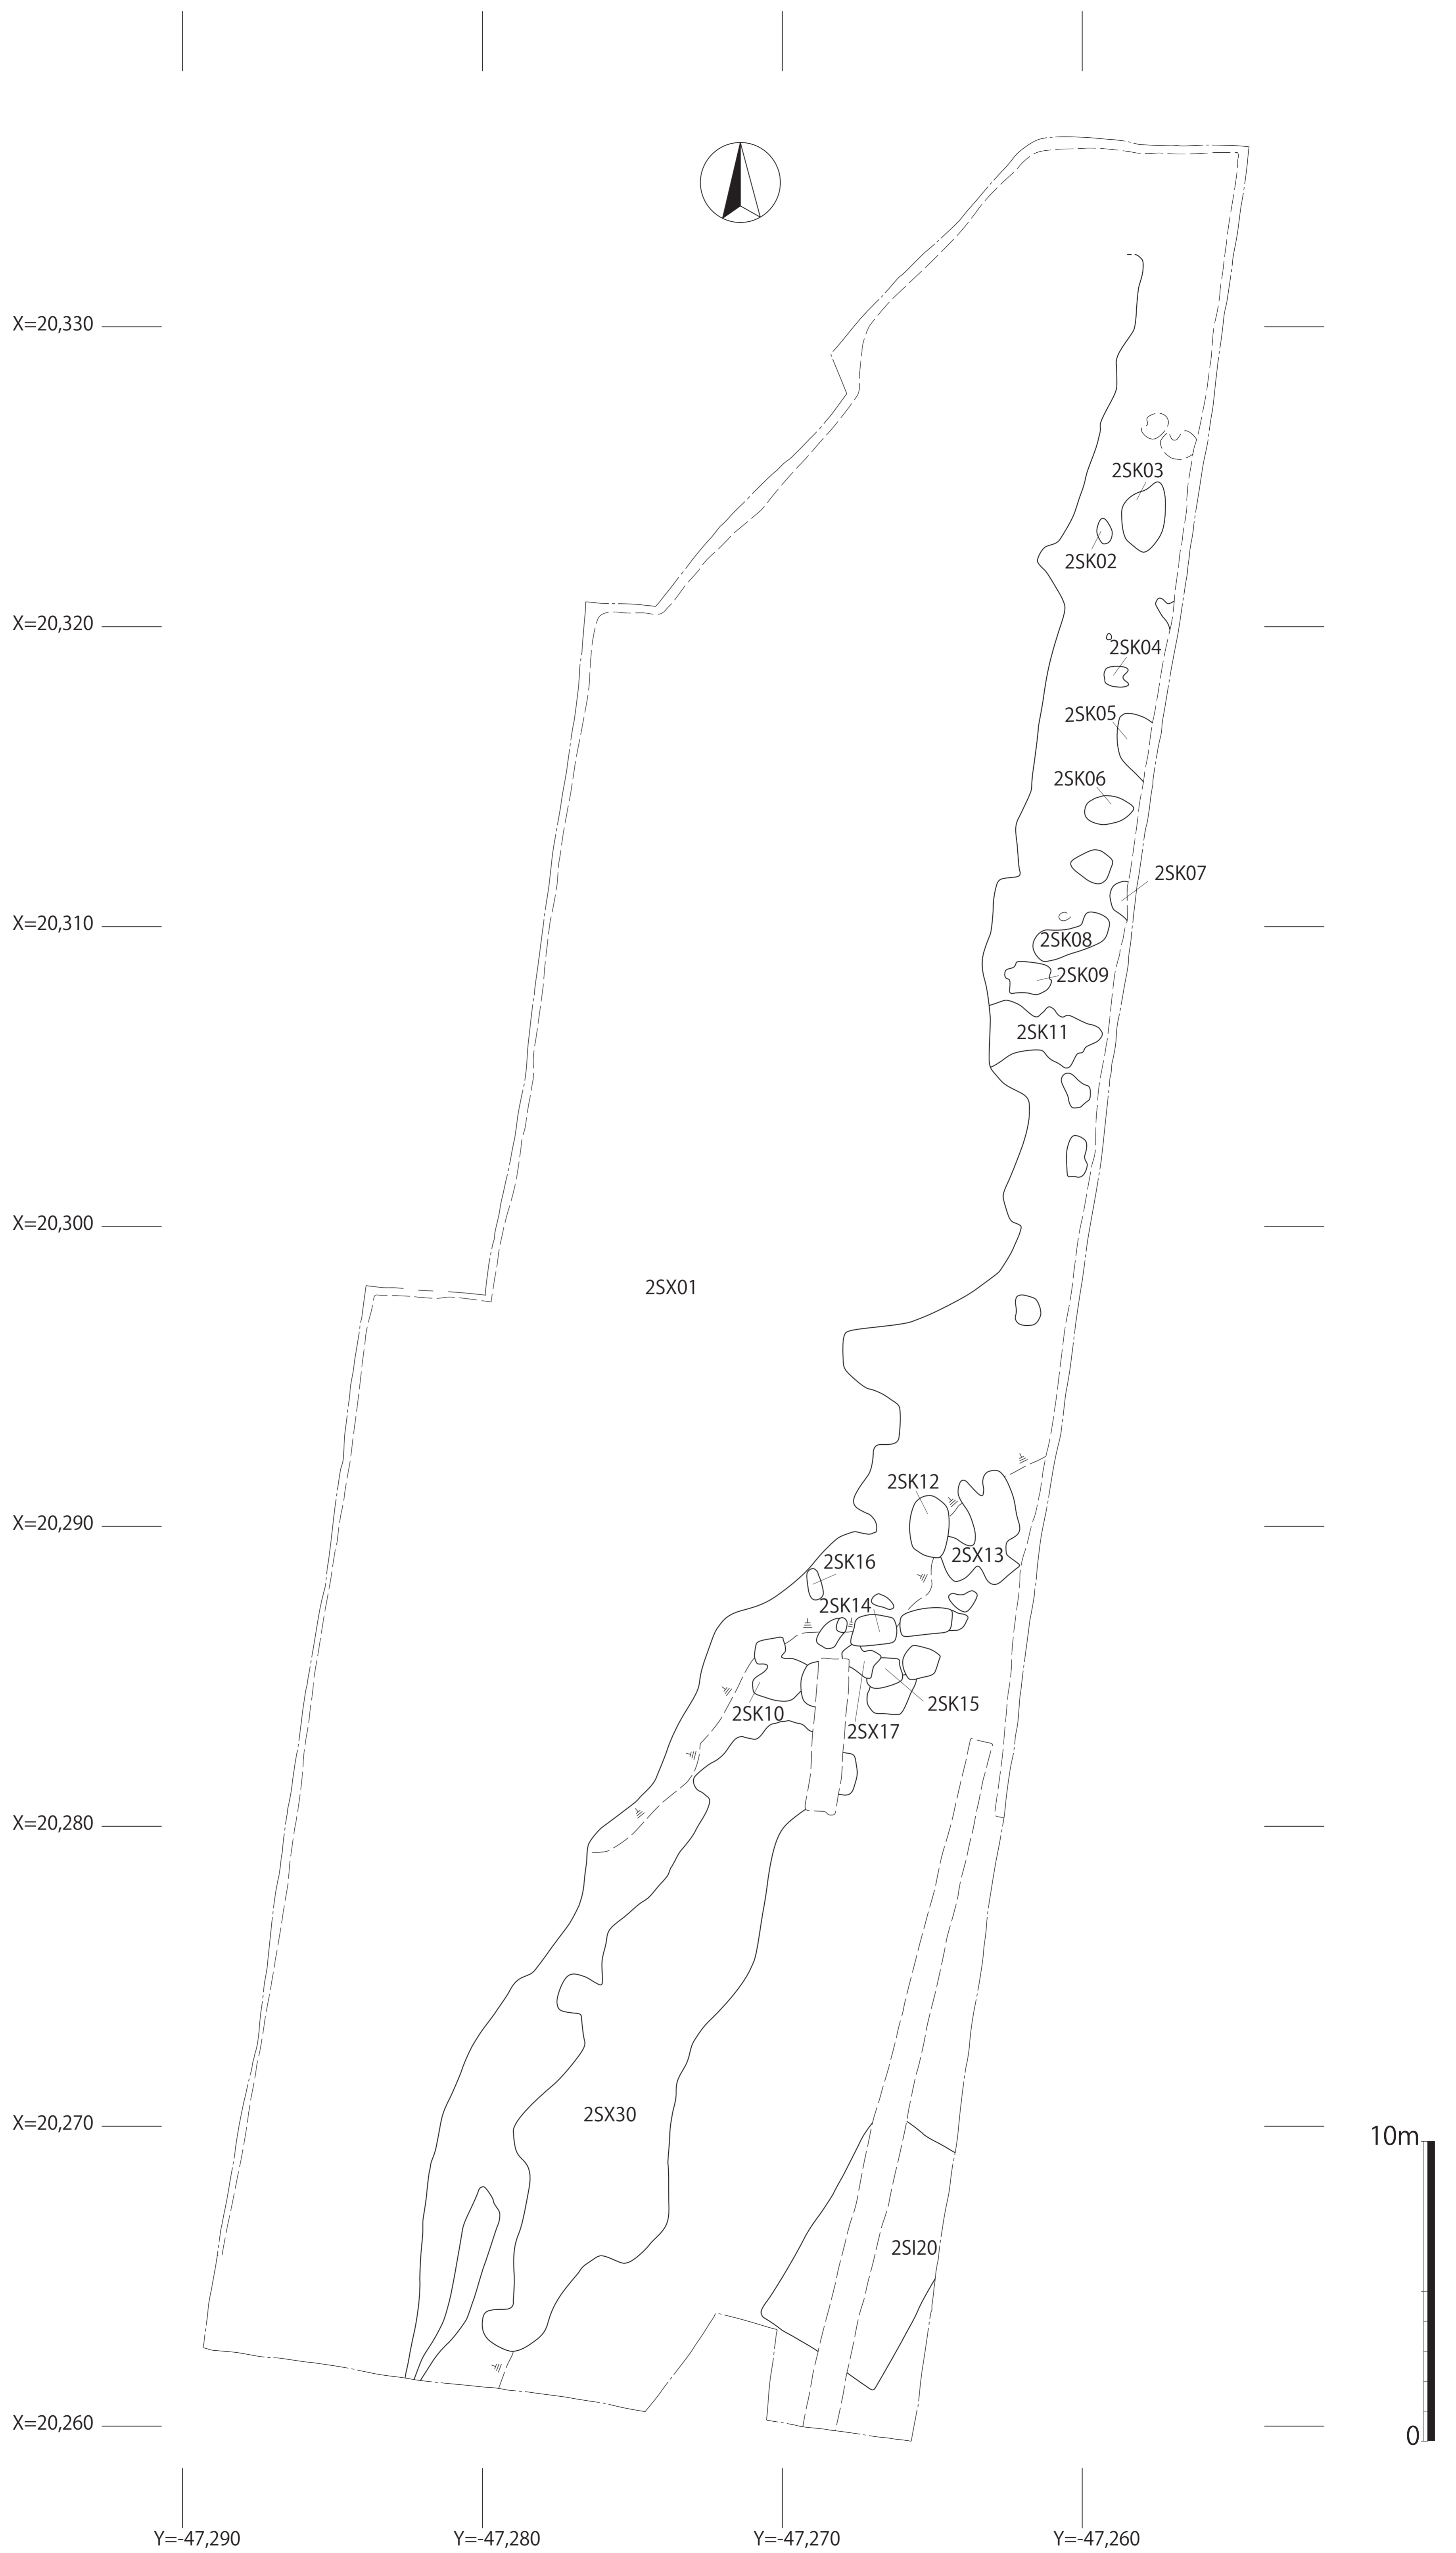 X=20,330
2SK03
2SK02
X=20,320
2SK04
2SK05
2SK06
2SK07
X=20,310
2SK08
2SK09
2SK11
X=20,300
2SX01
2SK12
X=20,290
2SX13
2SK16
2SK14
2SK15
2SK10
2SX17
X=20,280
2SX30
X=20,270
10m
2SI20
X=20,260
0
Y=-47,290
Y=-47,280
Y=-47,270
Y=-47,260